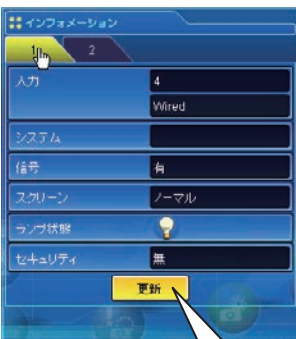 インフォメーション
1 2
入力 4
Wired
システム
信号 有
スクリーン ノーマル
ランプ状態
セキュリティ 無
更新